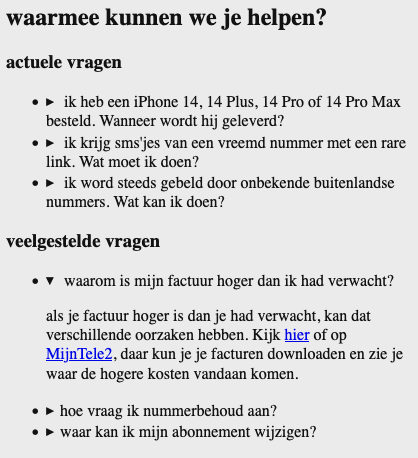 waarmee kunnen we je helpen?
actuele vragen
ik heb een iPhone 14, 14 Plus, 14 Pro of 14 Pro Max
besteld. Wanneer wordt hij geleverd?
ik krijg sms'jes van een vreemd nummer met een rare
link. Wat moet ik doen?
ik word steeds gebeld door onbekende buitenlandse
nummers. Wat kan ik doen?
veelgestelde vragen
waarom is mijn factuur hoger dan ik had verwacht?
als je factuur hoger is dan je had verwacht, kan dat
verschillende oorzaken hebben. Kijk hier of op
MijnTele2, daar kun je je facturen downloaden en zie je
waar de hogere kosten vandaan komen.
hoe vraag ik nummerbehoud aan?
waar kan ik mijn abonnement wijzigen?